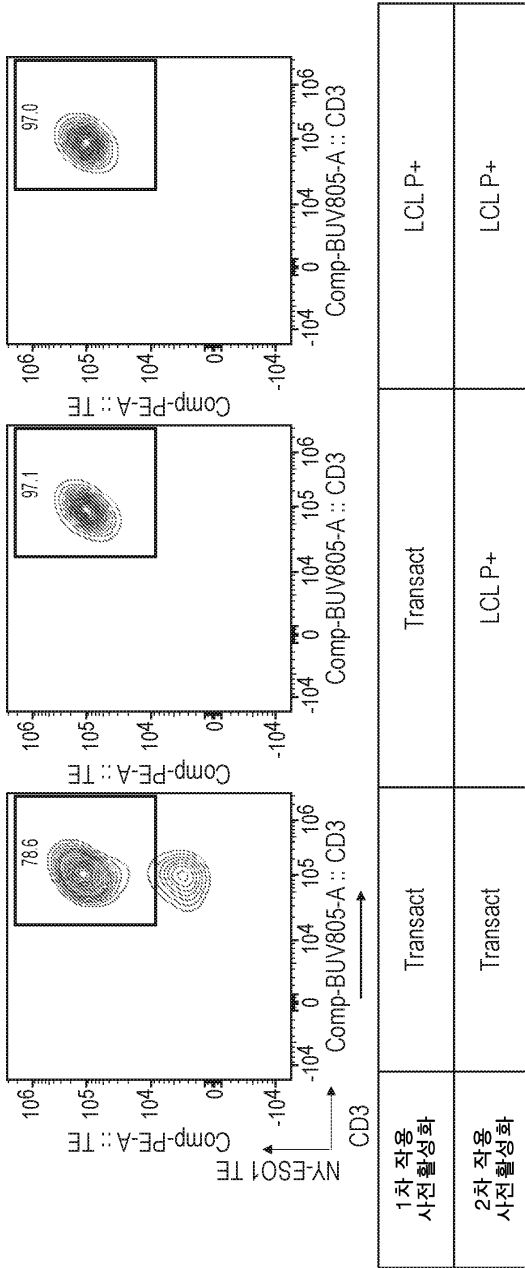 78.6
10⁶
10⁵
10⁴
0
-10⁴
Comp-PE-A :: TE
-10⁴
0
10⁴
10⁵
10⁶
Comp-BUV805-A :: CD3
97.1
10⁶
10⁵
10⁴
0
-10⁴
Comp-PE-A :: TE
-10⁴
0
10⁴
10⁵
10⁶
Comp-BUV805-A :: CD3
97.0
10⁶
10⁵
10⁴
0
-10⁴
Comp-PE-A :: TE
-10⁴
0
10⁴
10⁵
10⁶
Comp-BUV805-A :: CD3
NY-ESO1 TE
CD3
1차 작용
사전 활성화
Transact
Transact
LCL P+
2차 작용
사전 활성화
Transact
LCL P+
LCL P+